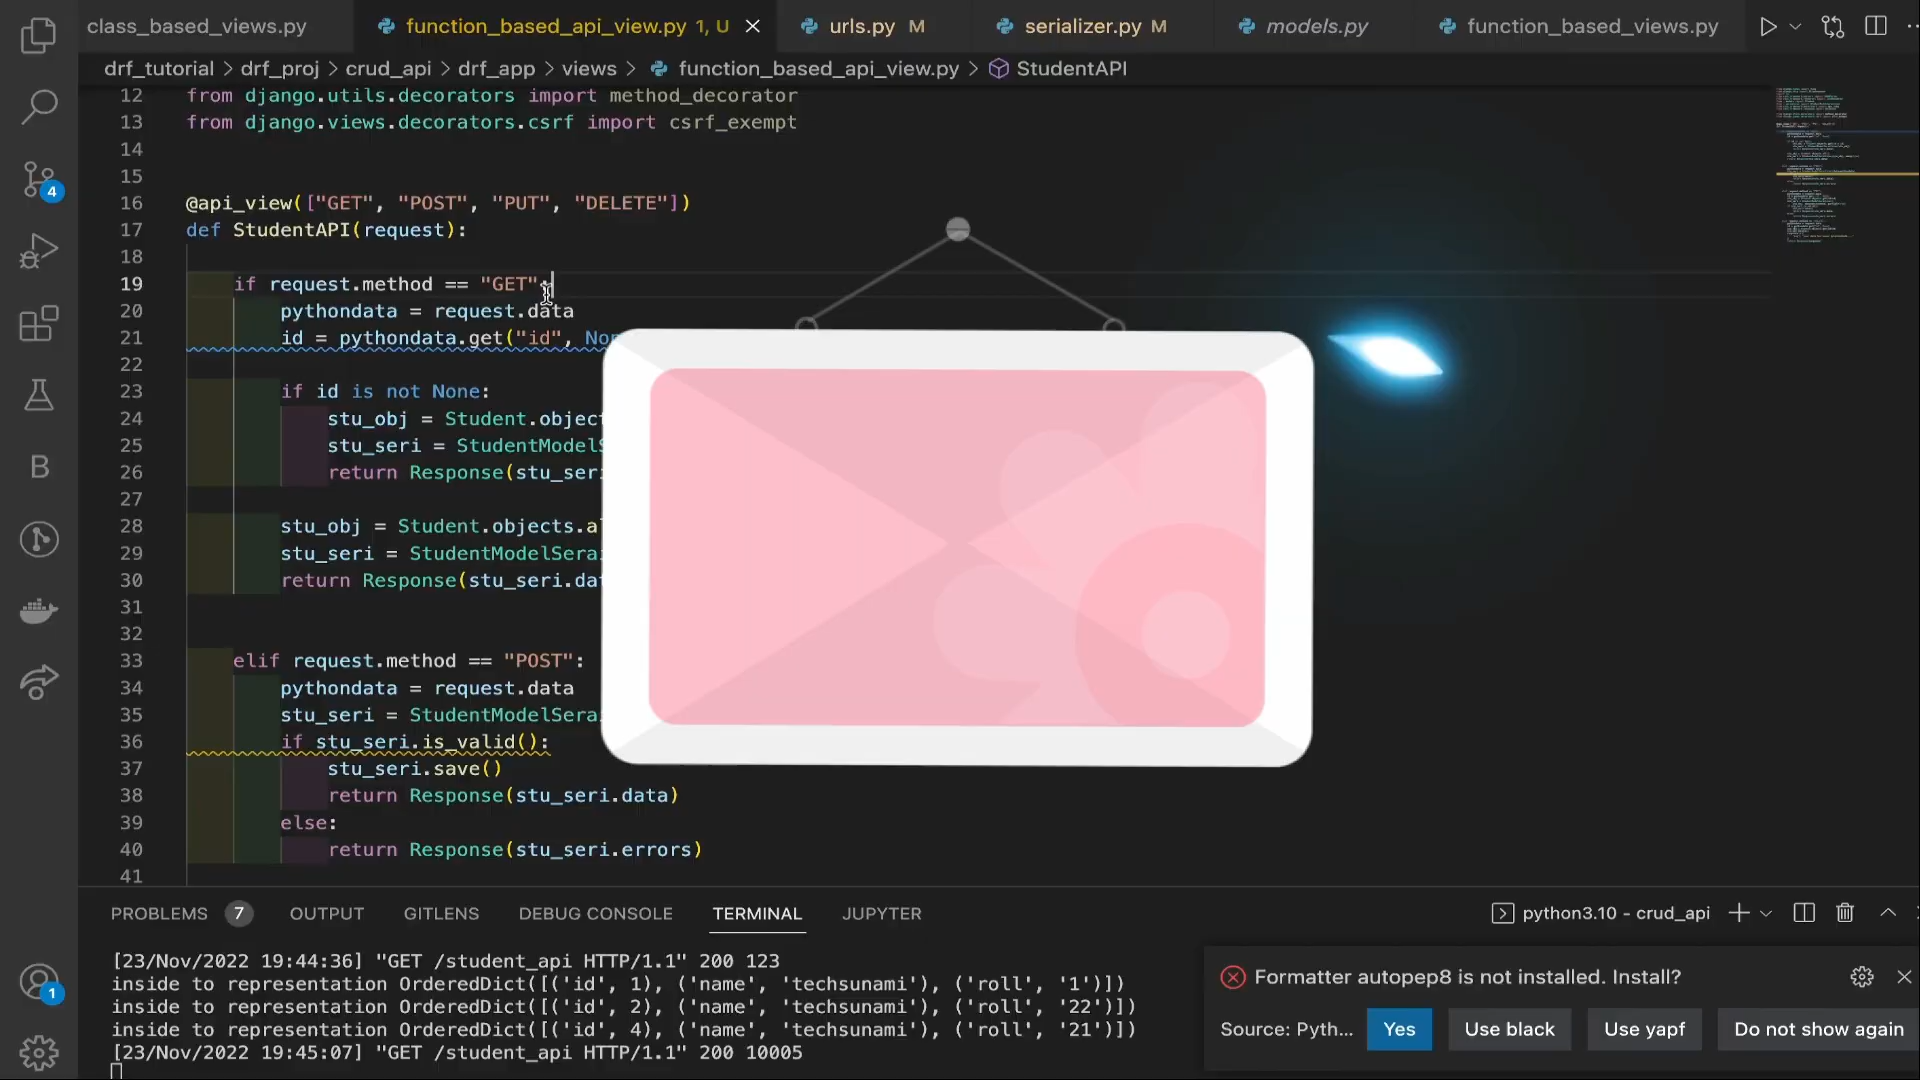 class_based_views.py
function_based_api_view.py 1, U
urls.py M
serializer.py M
models.py
function_based_views.py
drf_tutorial > drf_proj > crud_api > drf_app > views > function_based_api_view.py > StudentAPI
12 from django.utils.decorators import method_decorator
13 from django.views.decorators.csrf import csrf_exempt
14
15
16 @api_view(["GET", "POST", "PUT", "DELETE"])
17 def StudentAPI(request):
18
19 if request.method == "GET":
20 pythondata = request.data
21 id = pythondata.get("id",
22
23 if id is not None:
24 stu_obj = Student.object
25 stu_seri =
26 return Response(
27
28 stu_obj = Student.objects.
29 stu_seri =
30 return Response(stu_seri.
31
32
33 elif request.method == "POST":
34 pythondata = request.data
35 stu_seri =
36 if stu_seri.is_valid():
37 stu_seri.save()
38 return Response(stu_seri.data)
39 else:
40 return Response(stu_seri.errors)
41
4
B
1
PROBLEMS 7 OUTPUT GITLENS DEBUG CONSOLE TERMINAL JUPYTER
python3.10 - crud_api
[23/Nov/2022 19:44:36] "GET /student_api HTTP/1.1" 200 123
inside to representation OrderedDict([('id', 1), ('name', 'techsunami'), ('roll', '1')])
inside to representation OrderedDict([('id', 2), ('name', 'techsunami'), ('roll', '22')])
inside to representation OrderedDict([('id', 4), ('name', 'techsunami'), ('roll', '21')])
[23/Nov/2022 19:45:07] "GET /student_api HTTP/1.1" 200 10005
Formatter autopep8 is not installed. Install?
Source: Pyth...
Yes
Use black
Use yapf
Do not show again